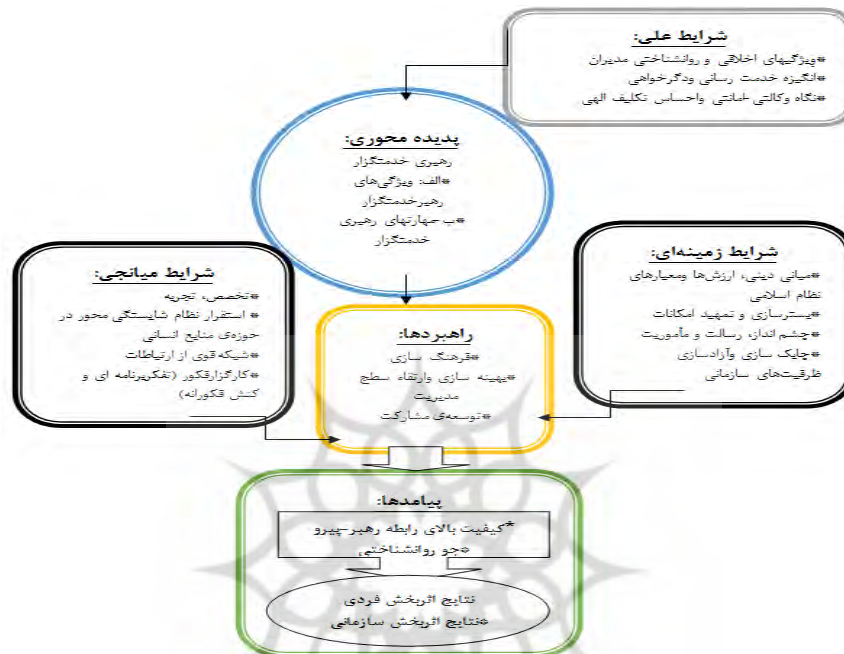 شرایط علی:
*ویژگیهای اخلاقی و روانشناختی مدیران
*انگیزه خدمت رسانی ودگرخواهی
*نگاه وکالتی-امانتی واحساس تکلیف الهی
پدیده محوری:
رهبری خدمتگزار
*الف: ویژگی‌های
رهبرخدمتگزار
*ب-مهارتهای رهبری
خدمتگزار
شرایط زمینه‌ای:
*مبانی دینی، ارزش‌ها ومعیارهای
نظام اسلامی
*بسترسازی و تمهید امکانات
*چشم انداز، رسالت و مأموریت
*چابک سازی وآزادسازی
ظرفیت‌های سازمانی
شرایط میانجی:
*تخصص، تجربه
* استقرار نظام شایستگی محور در
حوزه‌ی منابع انسانی
*شبکه قوی از ارتباطات
*کارگزارفکور (تفکربرنامه ای و
کنش فکورانه)
راهبردها:
*فرهنگ سازی
*بهینه سازی وارتقاء سطح
مدیریت
*توسعه‌ی مشارکت
پیامدها:
*کیفیت بالای رابطه رهبر-پیرو
*جو روانشناختی
نتایج اثربخش فردی
*نتایج اثربخش سازمانی